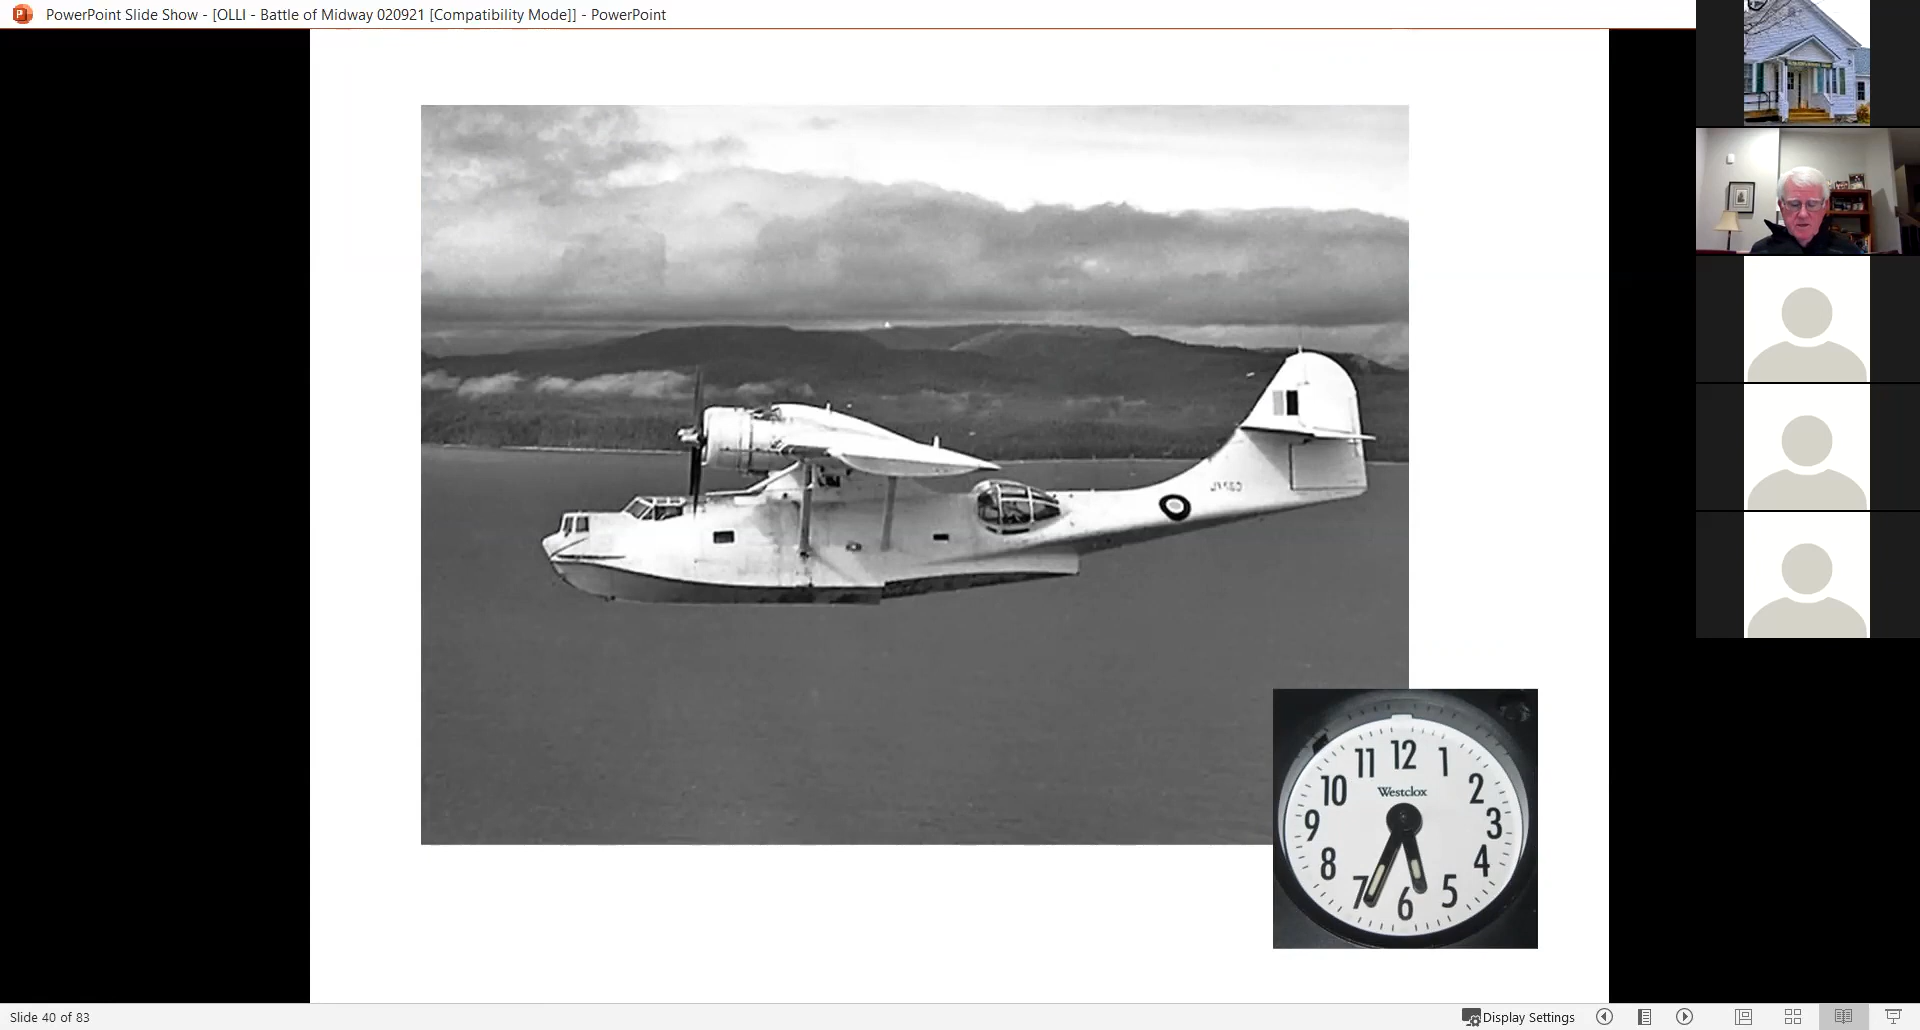 PowerPoint Slide Show - [OLLI - Battle of Midway 020921 [Compatibility Mode]] - PowerPoint
11 12 1
10 2
Westclox
9 3
8 4
7 6 5
Slide 40 of 83
Display Settings